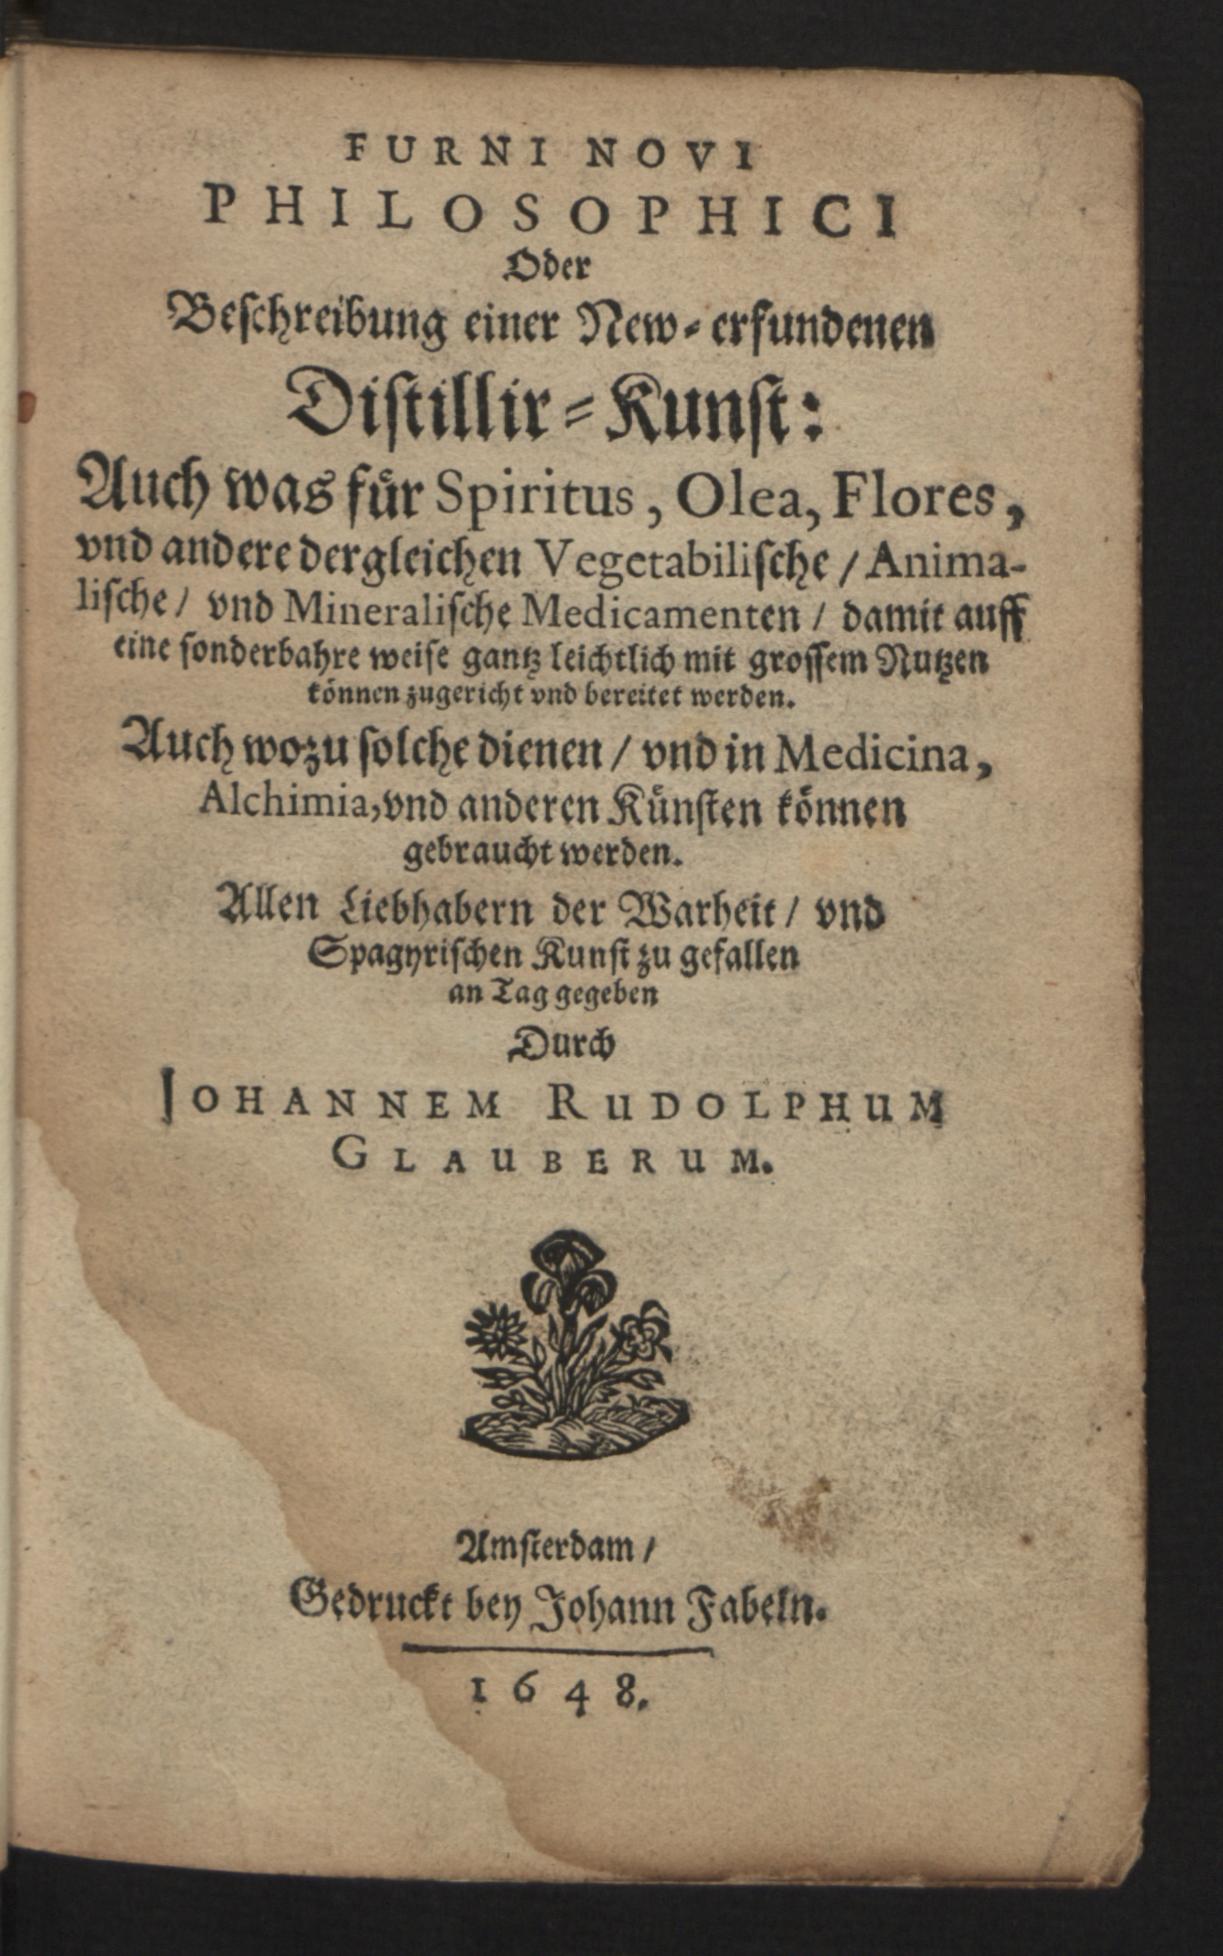 FURNI NOVI
PHILOSOPHICI
Oder
Beschreibung einer New-erfundenen
Distillir-Kunst:
Auch was für Spiritus, Olea, Flores,
vnd andere dergleichen Vegetabilische / Anima-
lische / vnd Mineralische Medicamenten / damit auff
eine sonderbahre weise gantz leichtlich mit grossem Nutzen
können zugericht vnd bereitet werden.
Auch wozu solche dienen / vnd in Medicina,
Alchimia, vnd anderen Künsten können
gebraucht werden.
Allen Liebhabern der Warheit / vnd
Spagyrischen Kunst zu gefallen
an Tag gegeben
Durch
JOHANNEM RUDOLPHUM
GLAUBERUM.
Amsterdam /
Gedruckt bey Johann Fabeln.
1648.